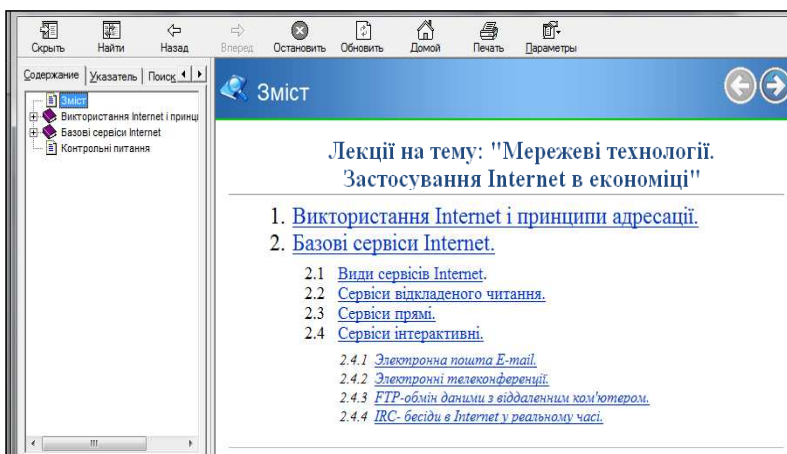 Скрыть Найти Назад Вперед Остановить Обновить Домой Печать Параметры
Содержание Указатель Поиск
Зміст
Виктористання Internet і принці
Базові сервіси Internet
Контрольні питання
Зміст
Лекції на тему: "Мережеві технології.
Застосування Internet в економіці"
1. Виктористання Internet і принципи адресації.
2. Базові сервіси Internet.
2.1 Види сервісів Internet.
2.2 Сервіси відкладеного читання.
2.3 Сервіси прямі.
2.4 Сервіси інтерактивні.
2.4.1 Электронна пошта E-mail.
2.4.2 Электронні телеконференції.
2.4.3 FTP-обмін даними з віддаленним ком'ютером.
2.4.4 IRC- бесіди в Internet у реальному часі.